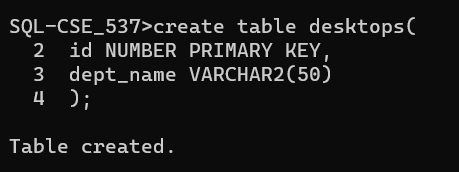 SQL-CSE_537>create table desktops(
  2  id NUMBER PRIMARY KEY,
  3  dept_name VARCHAR2(50)
  4  );
Table created.